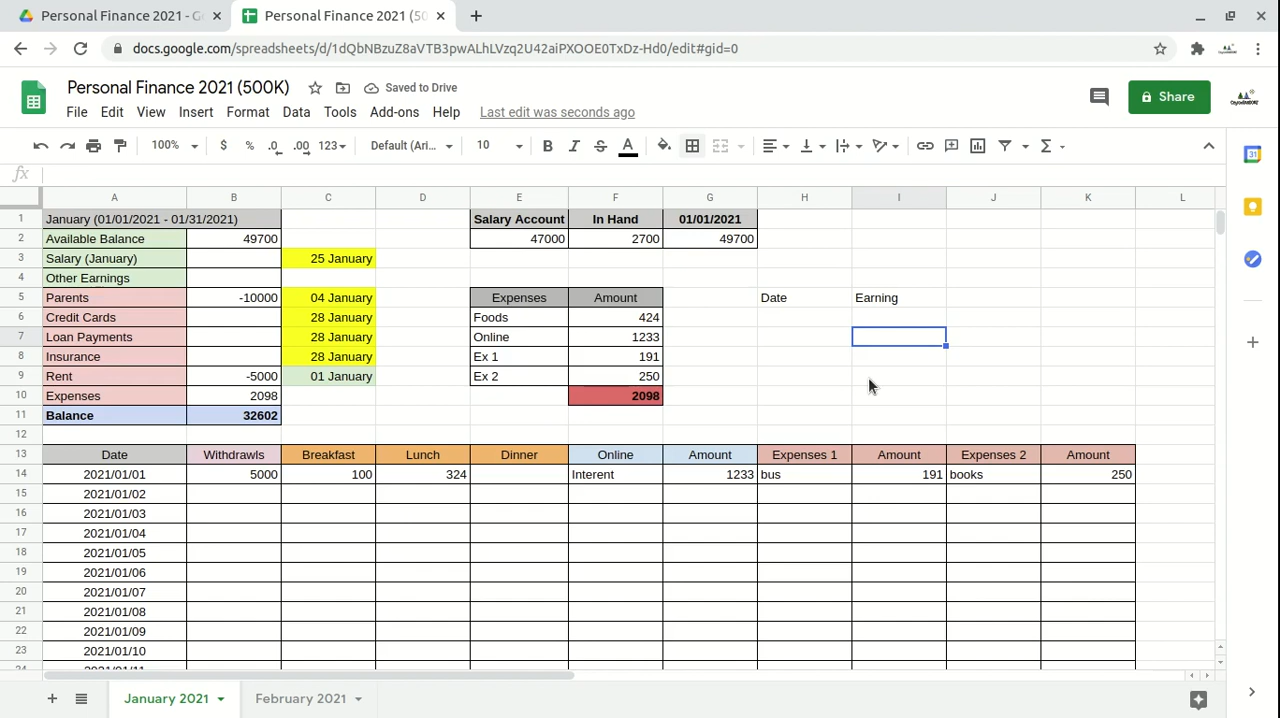 Personal Finance 2021 - G
Personal Finance 2021 (50
docs.google.com/spreadsheets/d/1dQbNBzuZ8aVTB3pwALhLVzq2U42aiPXOOE0TxDz-Hd0/edit#gid=0
Personal Finance 2021 (500K) Saved to Drive
Share
File Edit View Insert Format Data Tools Add-ons Help Last edit was seconds ago
100% $ % .0 .00 123 Default (Ari... 10 B I S A Σ
fx
A B C D E F G H I J K L
1 January (01/01/2021 - 01/31/2021) Salary Account In Hand 01/01/2021
2 Available Balance 49700 47000 2700 49700
3 Salary (January) 25 January
4 Other Earnings
5 Parents -10000 04 January Expenses Amount Date Earning
6 Credit Cards 28 January Foods 424
7 Loan Payments 28 January Online 1233
8 Insurance 28 January Ex 1 191
9 Rent -5000 01 January Ex 2 250
10 Expenses 2098 2098
11 Balance 32602
12
13 Date Withdrawls Breakfast Lunch Dinner Online Amount Expenses 1 Amount Expenses 2 Amount
14 2021/01/01 5000 100 324 Interent 1233 bus 191 books 250
15 2021/01/02
16 2021/01/03
17 2021/01/04
18 2021/01/05
19 2021/01/06
20 2021/01/07
21 2021/01/08
22 2021/01/09
23 2021/01/10
24 2021/01/11
January 2021 February 2021
31